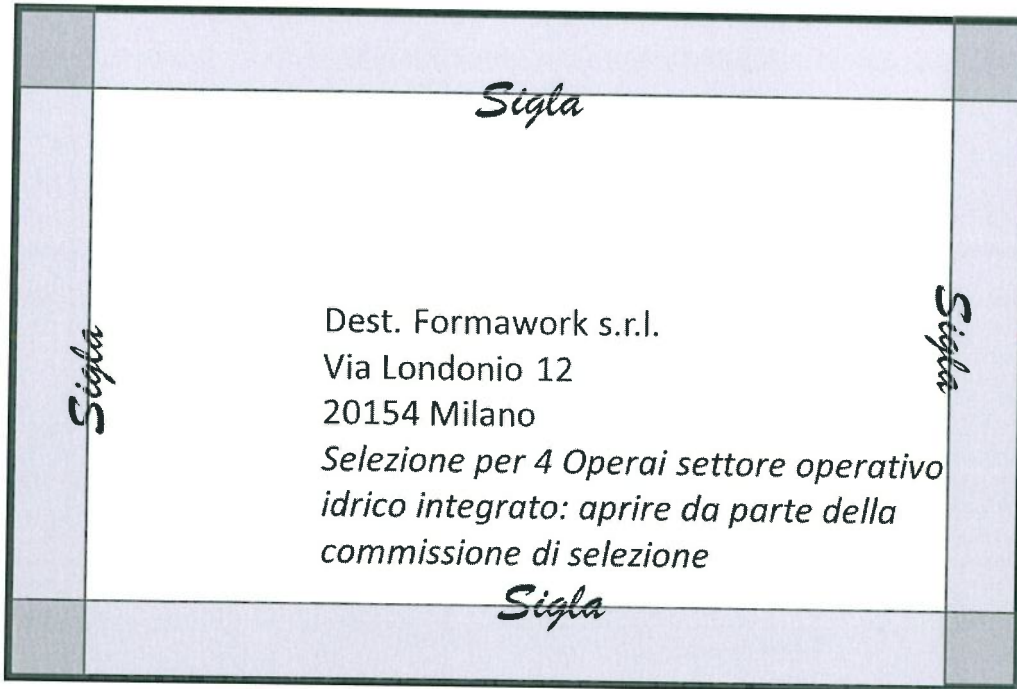 Sigla
Sigla
Sigla
Dest. Formawork s.r.l.
Via Londonio 12
20154 Milano
Selezione per 4 Operai settore operativo
idrico integrato: aprire da parte della
commissione di selezione
Sigla